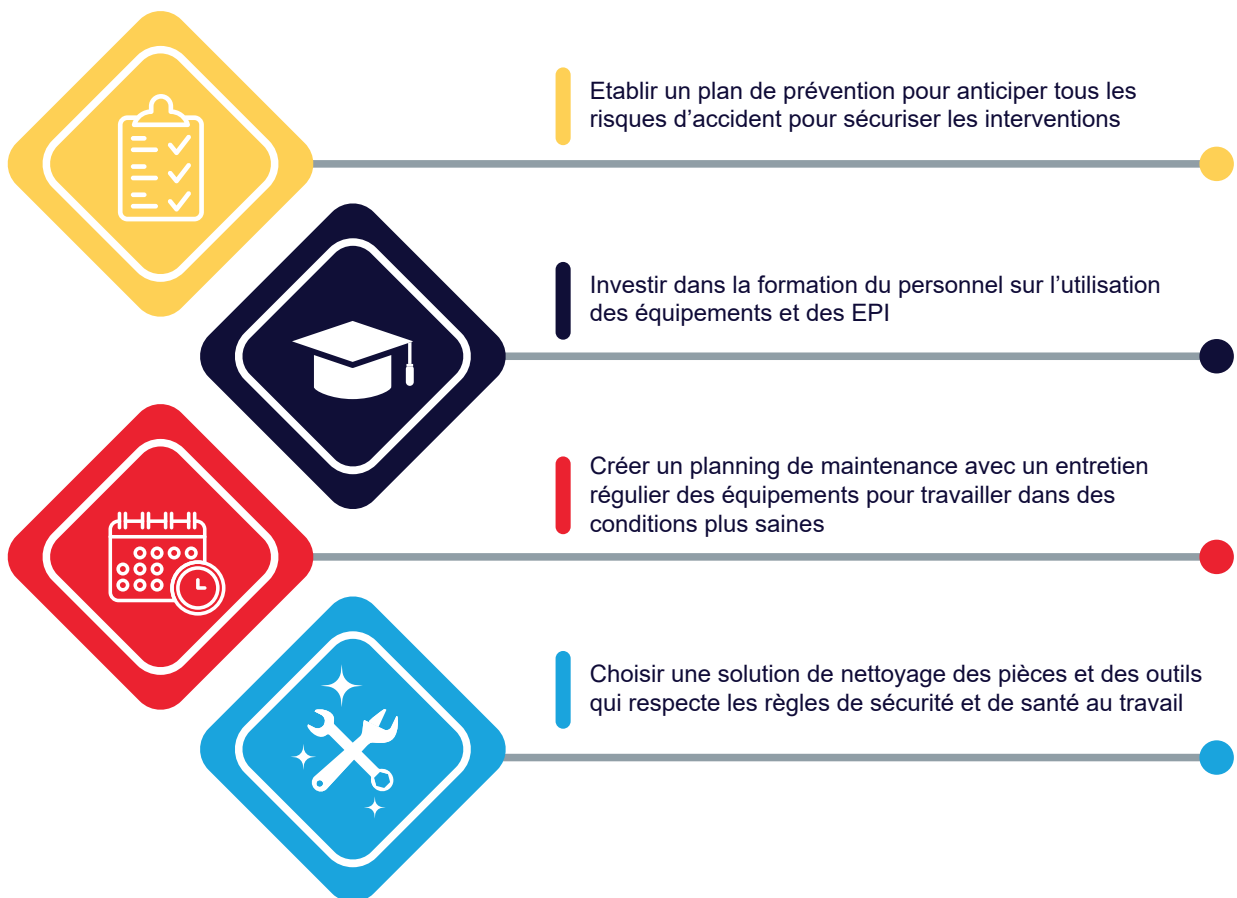 Etablir un plan de prévention pour anticiper tous les
risques d’accident pour sécuriser les interventions
Investir dans la formation du personnel sur l’utilisation
des équipements et des EPI
Créer un planning de maintenance avec un entretien
régulier des équipements pour travailler dans des
conditions plus saines
Choisir une solution de nettoyage des pièces et des outils
qui respecte les règles de sécurité et de santé au travail